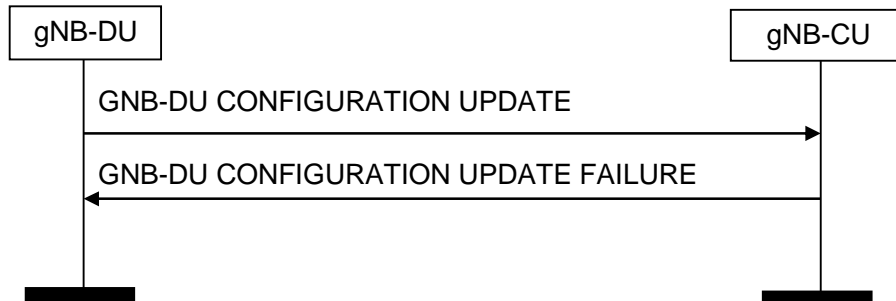 gNB-DU
gNB-CU
GNB-DU CONFIGURATION UPDATE
GNB-DU CONFIGURATION UPDATE FAILURE